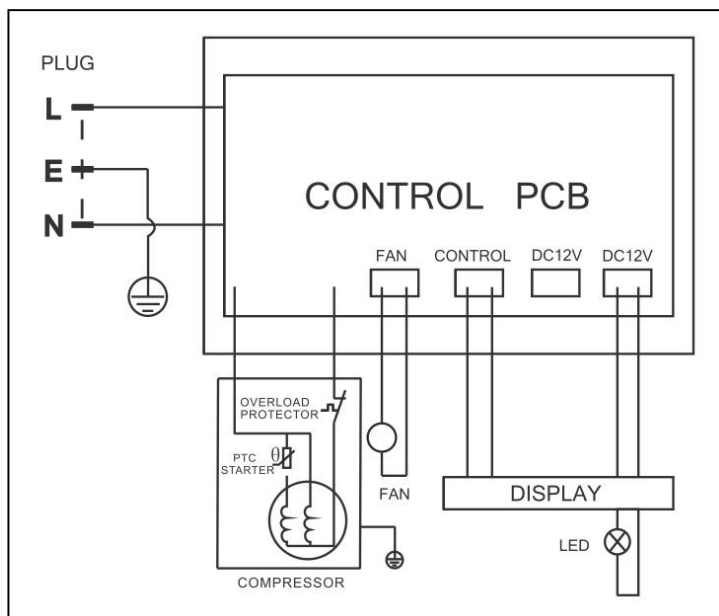 PLUG
L
E
N
CONTROL PCB
FAN
CONTROL
DC12V
DC12V
OVERLOAD
PROTECTOR
PTC
STARTER
θ
FAN
DISPLAY
LED
COMPRESSOR